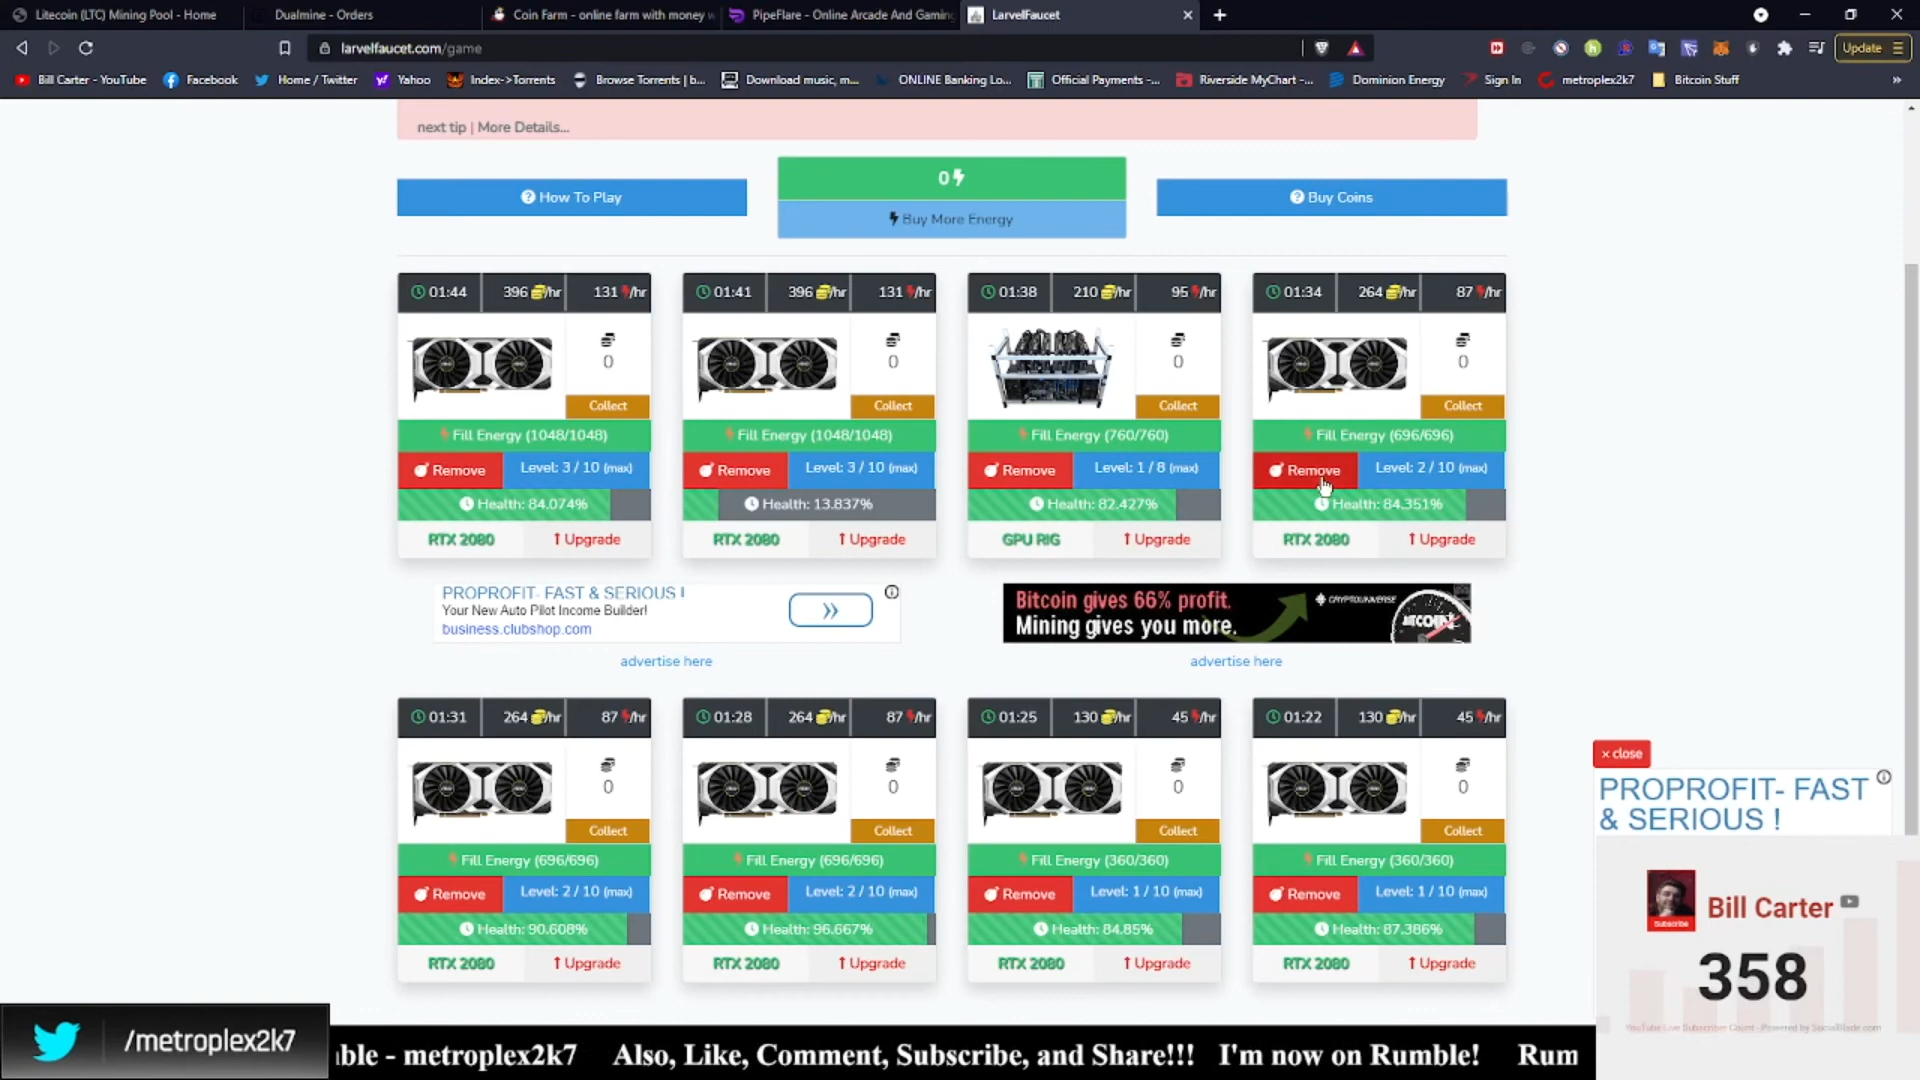 Litecoin (LTC) Mining Pool - Home
Dualmine - Orders
Coin Farm - online farm with money w
PipeFlare - Online Arcade And Gaming
LarvelFaucet
larvelfaucet.com/game
Update
Bill Carter - YouTube
Facebook
Home / Twitter
Yahoo
Index->Torrents
Browse Torrents | b...
Download music, m...
ONLINE Banking Lo...
Official Payments -...
Riverside MyChart -...
Dominion Energy
Sign In
metroplex2k7
Bitcoin Stuff
next tip | More Details...
How To Play
0
Buy More Energy
Buy Coins
01:44 396 /hr 131 /hr
0
Collect
Fill Energy (1048/1048)
Remove Level: 3 / 10 (max)
Health: 84.074%
RTX 2080 Upgrade
01:41 396 /hr 131 /hr
0
Collect
Fill Energy (1048/1048)
Remove Level: 3 / 10 (max)
Health: 13.837%
RTX 2080 Upgrade
01:38 210 /hr 95 /hr
0
Collect
Fill Energy (760/760)
Remove Level: 1 / 8 (max)
Health: 82.427%
GPU RIG Upgrade
01:34 264 /hr 87 /hr
0
Collect
Fill Energy (696/696)
Remove Level: 2 / 10 (max)
Health: 84.351%
RTX 2080 Upgrade
PROPROFIT- FAST & SERIOUS !
Your New Auto Pilot Income Builder!
business.clubshop.com
advertise here
Bitcoin gives 66% profit.
Mining gives you more.
CRYPTOUNIVERSE
BITCOIN
advertise here
01:31 264 /hr 87 /hr
0
Collect
Fill Energy (696/696)
Remove Level: 2 / 10 (max)
Health: 90.608%
RTX 2080 Upgrade
01:28 264 /hr 87 /hr
0
Collect
Fill Energy (696/696)
Remove Level: 2 / 10 (max)
Health: 96.667%
RTX 2080 Upgrade
01:25 130 /hr 45 /hr
0
Collect
Fill Energy (360/360)
Remove Level: 1 / 10 (max)
Health: 84.85%
RTX 2080 Upgrade
01:22 130 /hr 45 /hr
0
Collect
Fill Energy (360/360)
Remove Level: 1 / 10 (max)
Health: 87.386%
RTX 2080 Upgrade
× close
PROPROFIT- FAST
& SERIOUS !
Bill Carter
Subscribe
358
YouTube Live Subscriber Count - Powered by SocialBlade.com
/metroplex2k7
ble - metroplex2k7 Also, Like, Comment, Subscribe, and Share!!! I'm now on Rumble! Rum